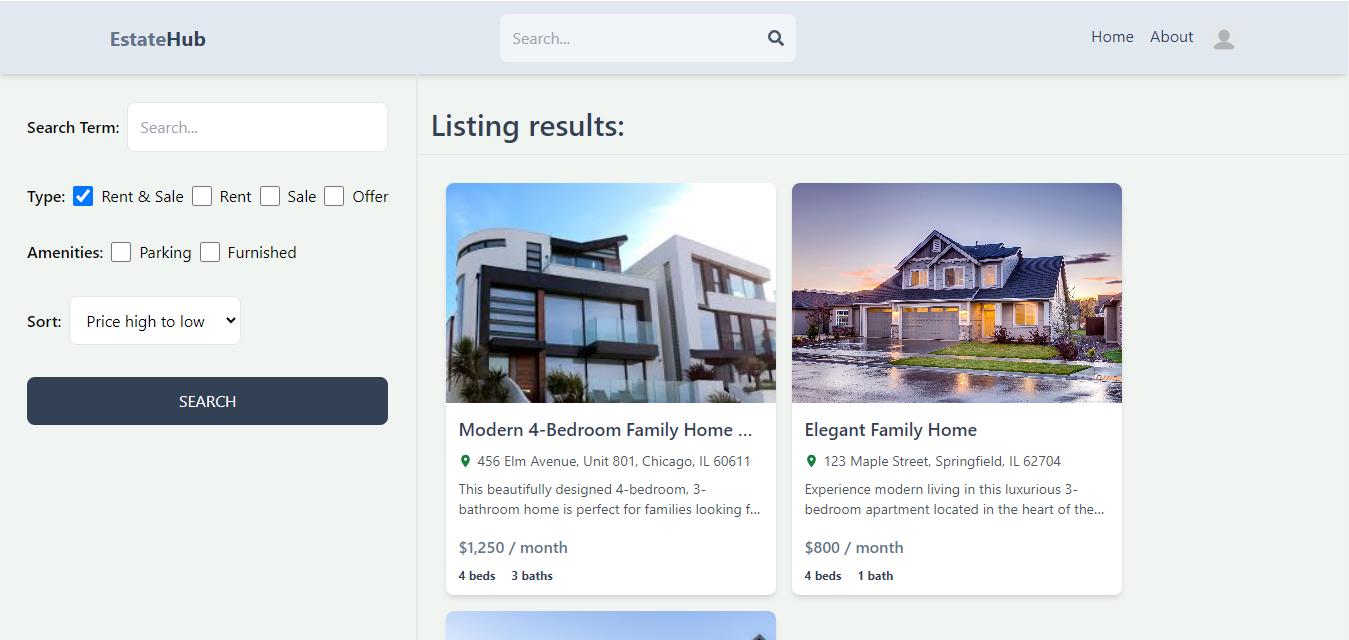 EstateHub
Search...
Home
About
Search Term:
Search...
Type:
Rent & Sale
Rent
Sale
Offer
Amenities:
Parking
Furnished
Sort:
Price high to low
SEARCH
Listing results:
Modern 4-Bedroom Family Home ...
456 Elm Avenue, Unit 801, Chicago, IL 60611
This beautifully designed 4-bedroom, 3-
bathroom home is perfect for families looking f...
$1,250 / month
4 beds
3 baths
Elegant Family Home
123 Maple Street, Springfield, IL 62704
Experience modern living in this luxurious 3-
bedroom apartment located in the heart of the...
$800 / month
4 beds
1 bath